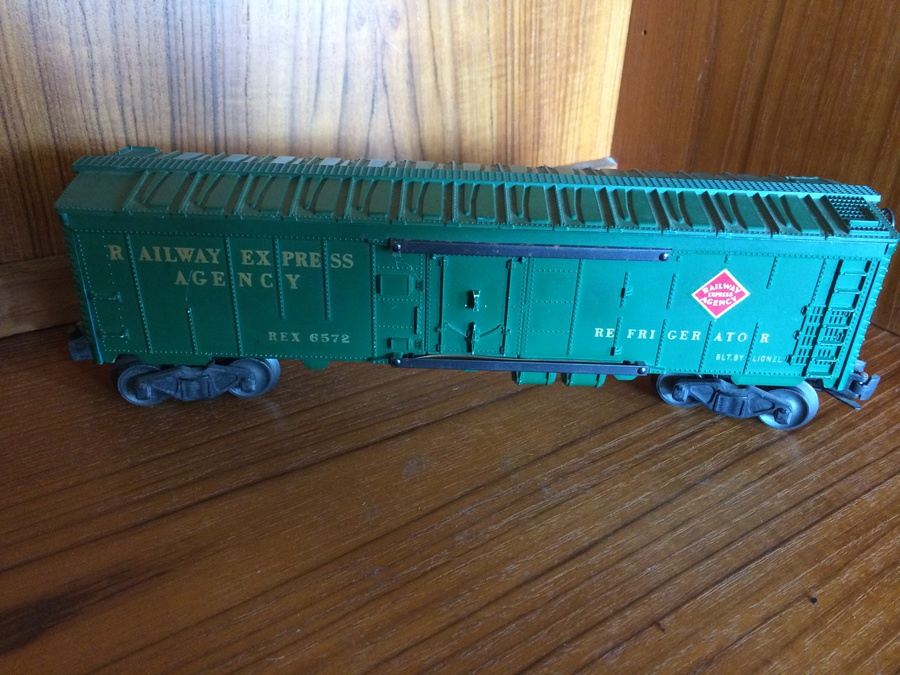 RAILWAY EXPRESS
AGENCY
REX 6572
RAILWAY
EXPRESS
AGENCY
REFRIGERATOR
BLT. BY LIONEL